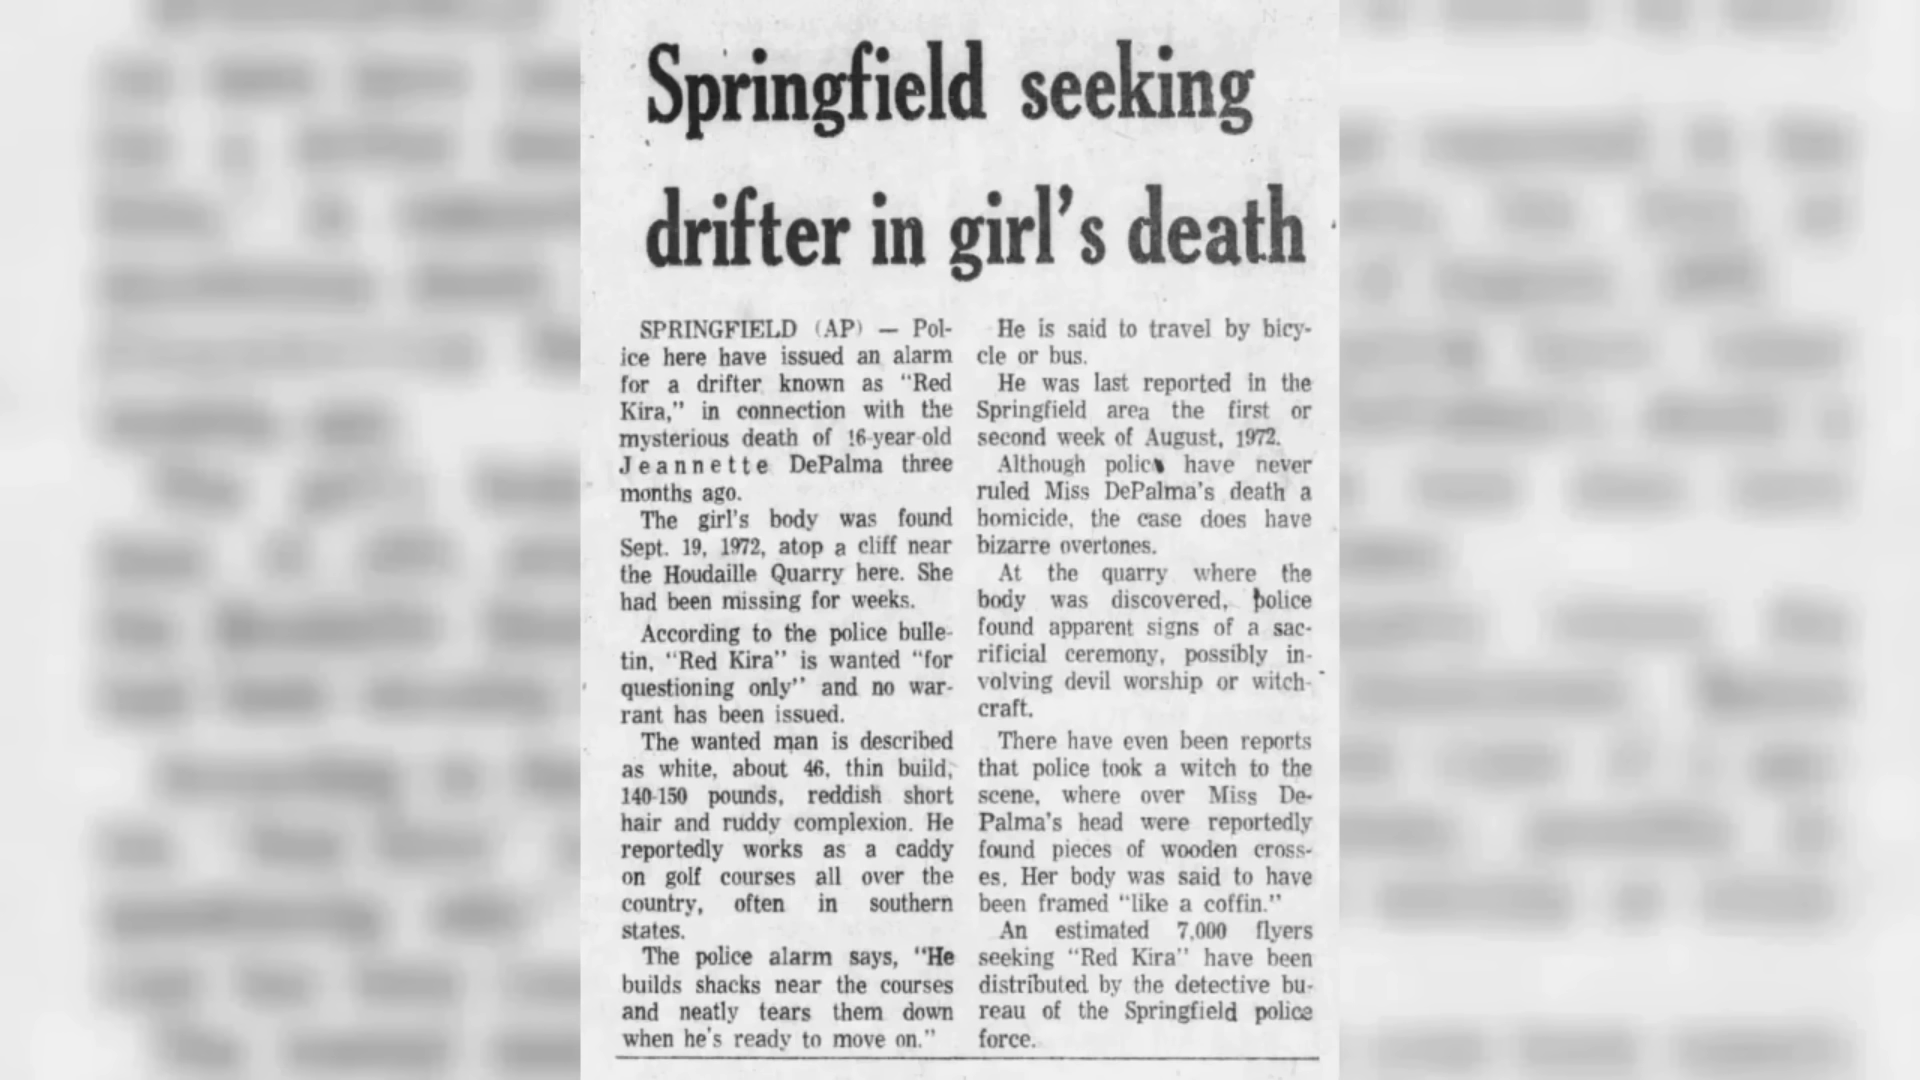 Springfield seeking
drifter in girl's death
SPRINGFIELD (AP) — Pol-
ice here have issued an alarm
for a drifter known as "Red
Kira," in connection with the
mysterious death of 16-year-old
Jeannette DePalma three
months ago.
The girl's body was found
Sept. 19, 1972, atop a cliff near
the Houdaille Quarry here. She
had been missing for weeks.
According to the police bulle-
tin, "Red Kira" is wanted "for
questioning only" and no war-
rant has been issued.
The wanted man is described
as white, about 46, thin build,
140-150 pounds, reddish short
hair and ruddy complexion. He
reportedly works as a caddy
on golf courses all over the
country, often in southern
states.
The police alarm says, "He
builds shacks near the courses
and neatly tears them down
when he's ready to move on."
He is said to travel by bicy-
cle or bus.
He was last reported in the
Springfield area the first or
second week of August, 1972.
Although police have never
ruled Miss DePalma's death a
homicide, the case does have
bizarre overtones.
At the quarry where the
body was discovered, police
found apparent signs of a sac-
rificial ceremony, possibly in-
volving devil worship or witch-
craft.
There have even been reports
that police took a witch to the
scene, where over Miss De-
Palma's head were reportedly
found pieces of wooden cross-
es. Her body was said to have
been framed "like a coffin."
An estimated 7,000 flyers
seeking "Red Kira" have been
distributed by the detective bu-
reau of the Springfield police
force.